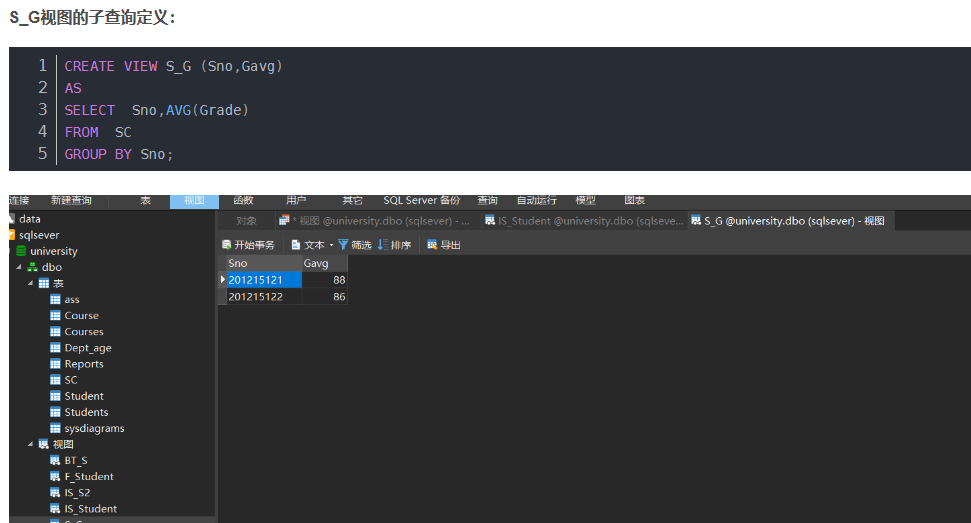 S_G视图的子查询定义：
1 CREATE VIEW S_G (Sno,Gavg)
2 AS
3 SELECT  Sno,AVG(Grade)
4 FROM  SC
5 GROUP BY Sno;
连接 新建查询 表 视图 函数 用户 其它 SQL Server 备份 查询 自动运行 模型 图表
data
sqlsever
university
dbo
表
ass
Course
Courses
Dept_age
Reports
SC
Student
Students
sysdiagrams
视图
BT_S
F_Student
IS_S2
IS_Student
对象 * 视图 @university.dbo (sqlsever) - ... IS_Student @university.dbo (sqlseve... S_G @university.dbo (sqlsever) - 视图
开始事务 文本 筛选 排序 导出
Sno Gavg
201215121 88
201215122 86